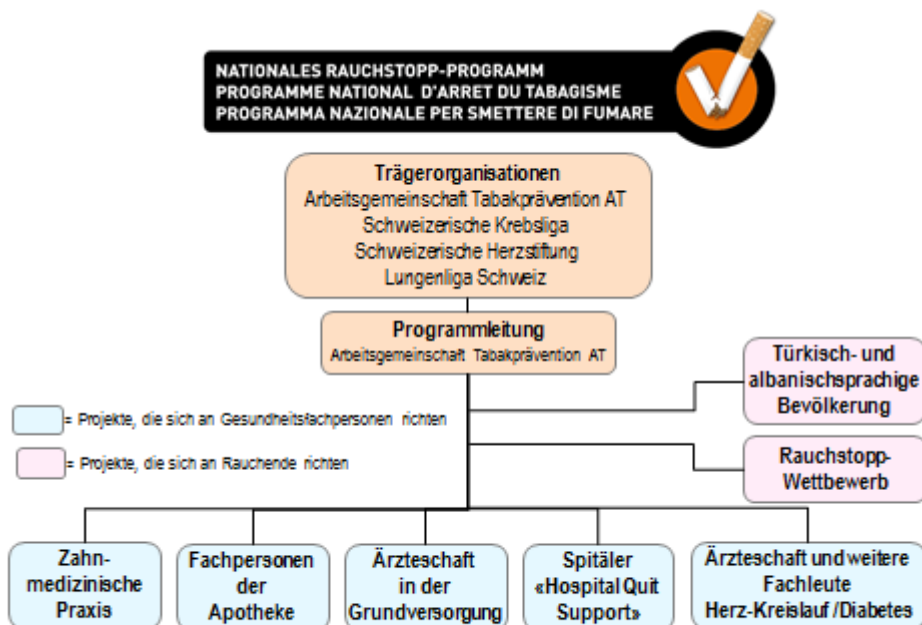 NATIONALES RAUCHSTOPP-PROGRAMM
PROGRAMME NATIONAL D'ARRET DU TABAGISME
PROGRAMMA NAZIONALE PER SMETTERE DI FUMARE
Trägerorganisationen
Arbeitsgemeinschaft Tabakprävention AT
Schweizerische Krebsliga
Schweizerische Herzstiftung
Lungenliga Schweiz
Programmleitung
Arbeitsgemeinschaft Tabakprävention AT
Türkisch- und
albanischsprachige
Bevölkerung
= Projekte, die sich an Gesundheitsfachpersonen richten
= Projekte, die sich an Rauchende richten
Rauchstopp-
Wettbewerb
Zahn-
medizinische
Praxis
Fachpersonen
der
Apotheke
Ärzteschaft
in der
Grundversorgung
Spitäler
«Hospital Quit
Support»
Ärzteschaft und weitere
Fachleute
Herz-Kreislauf/Diabetes